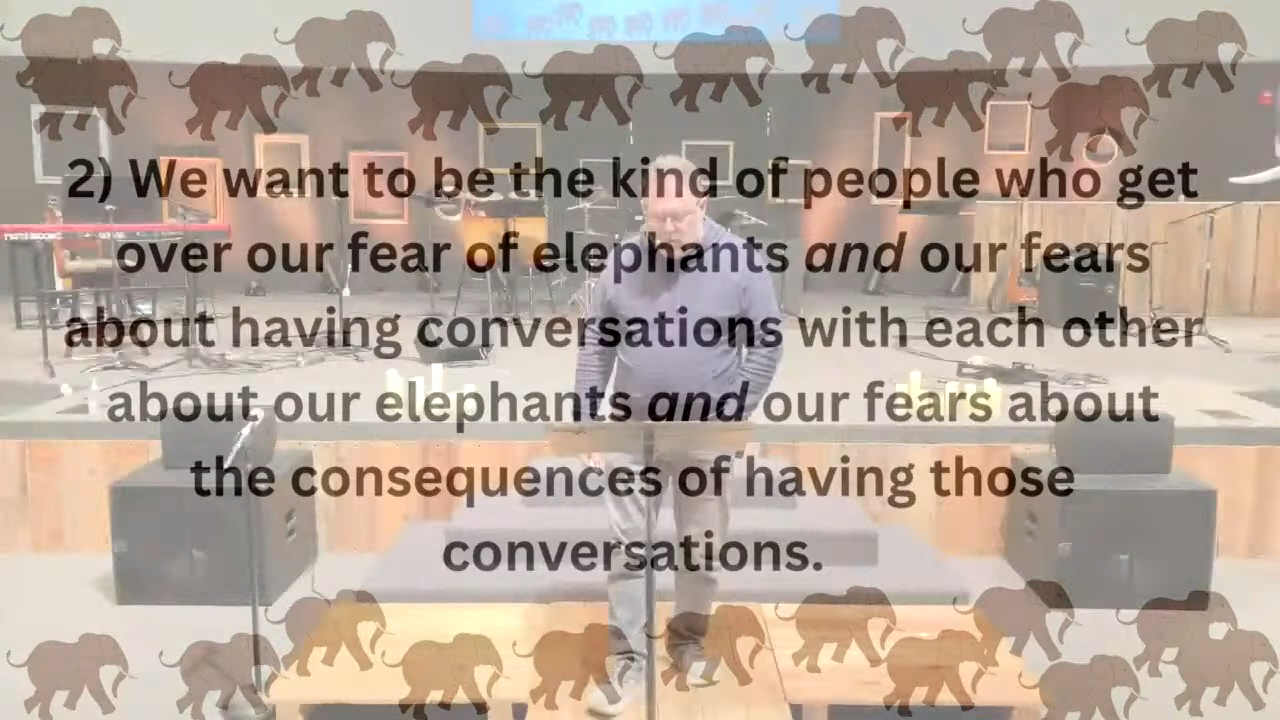 2) We want to be the kind of people who get
over our fear of elephants and our fears
about having conversations with each other
about our elephants and our fears about
the consequences of having those
conversations.